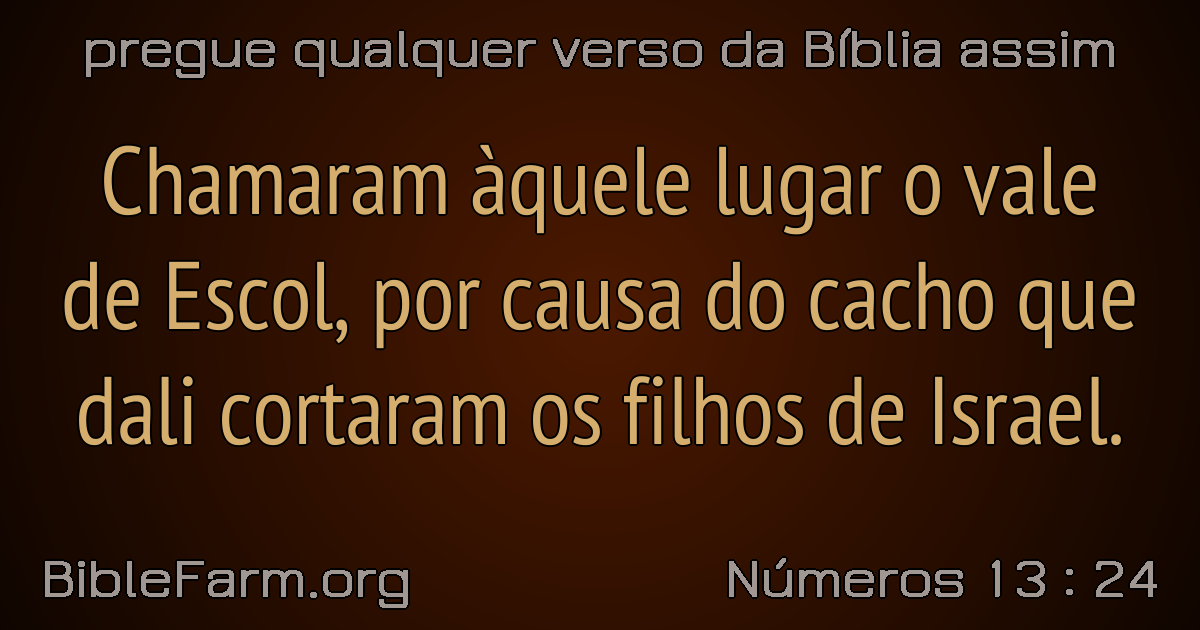 pregue qualquer verso da Bíblia assim
Chamaram àquele lugar o vale
de Escol, por causa do cacho que
dali cortaram os filhos de Israel.
BibleFarm.org
Números 13 : 24